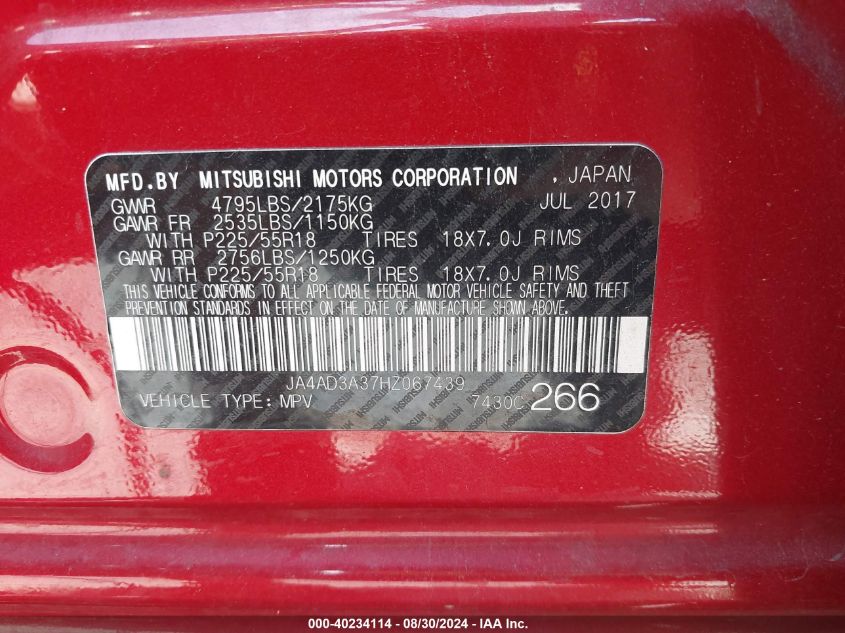 MFD.BY MITSUBISHI MOTORS CORPORATION , JAPAN
GVWR 4795LBS/2175KG JUL 2017
GAWR FR 2535LBS/1150KG
WITH P225/55R18 TIRES 18X7.0J RIMS
GAWR RR 2756LBS/1250KG
WITH P225/55R18 TIRES 18X7.0J RIMS
THIS VEHICLE CONFORMS TO ALL APPLICABLE FEDERAL MOTOR VEHICLE SAFETY AND THEFT
PREVENTION STANDARDS IN EFFECT ON THE DATE OF MANUFACTURE SHOWN ABOVE.
JA4AD3A37HZ067439
VEHICLE TYPE: MPV 7430C 266
000-40234114 - 08/30/2024 - IAA Inc.